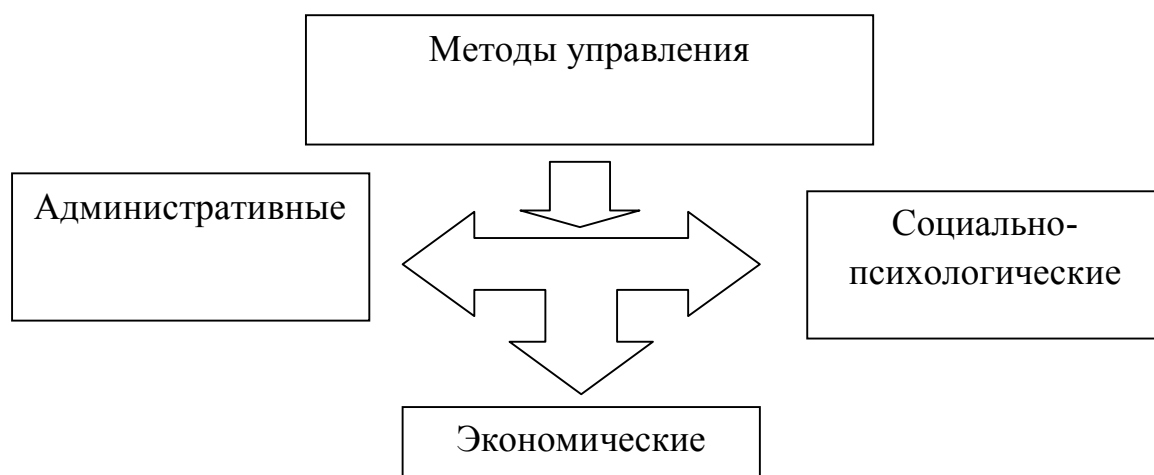 Методы управления
Административные
Социально-
психологические
Экономические